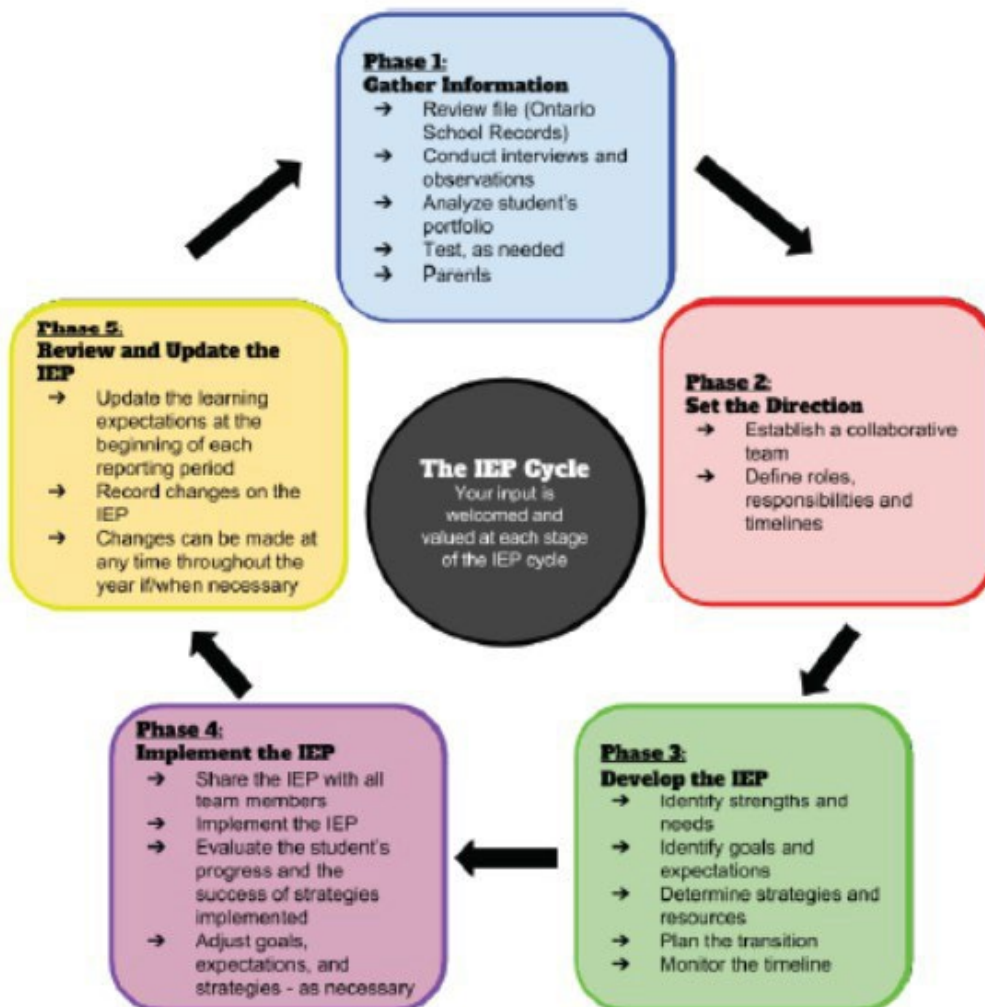 Phase 1:
Gather Information
➔ Review file (Ontario
School Records)
➔ Conduct interviews and
observations
➔ Analyze student's
portfolio
➔ Test, as needed
➔ Parents
Phase 2:
Set the Direction
➔ Establish a collaborative
team
➔ Define roles,
responsibilities and
timelines
Phase 3:
Develop the IEP
➔ Identify strengths and
needs
➔ Identify goals and
expectations
➔ Determine strategies and
resources
➔ Plan the transition
➔ Monitor the timeline
Phase 4:
Implement the IEP
➔ Share the IEP with all
team members
➔ Implement the IEP
➔ Evaluate the student's
progress and the
success of strategies
implemented
➔ Adjust goals,
expectations, and
strategies - as necessary
Phase 5:
Review and Update the
IEP
➔ Update the learning
expectations at the
beginning of each
reporting period
➔ Record changes on the
IEP
➔ Changes can be made at
any time throughout the
year if/when necessary
The IEP Cycle
Your input is
welcomed and
valued at each stage
of the IEP cycle